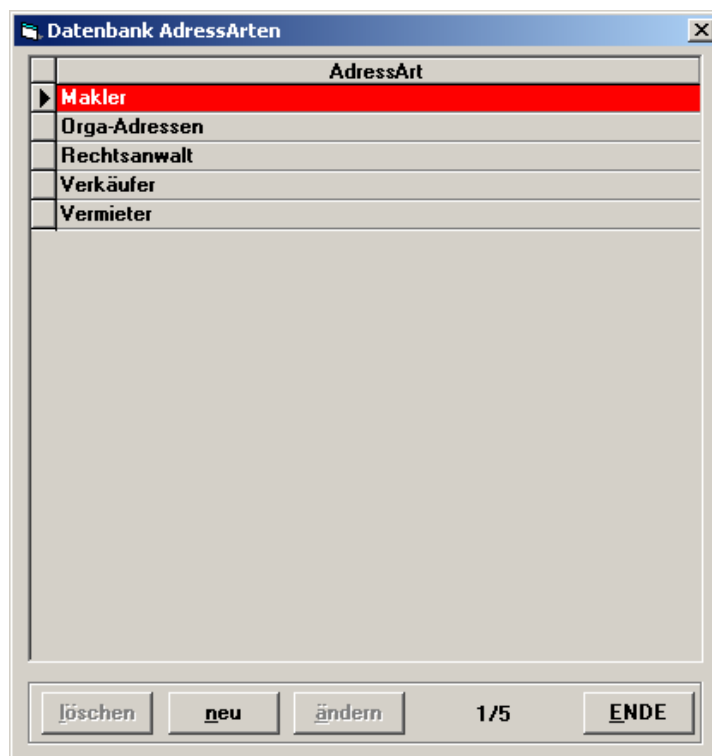 Datenbank AdressArten
AdressArt
Makler
Orga-Adressen
Rechtsanwalt
Verkäufer
Vermieter
löschen neu ändern 1/5 ENDE